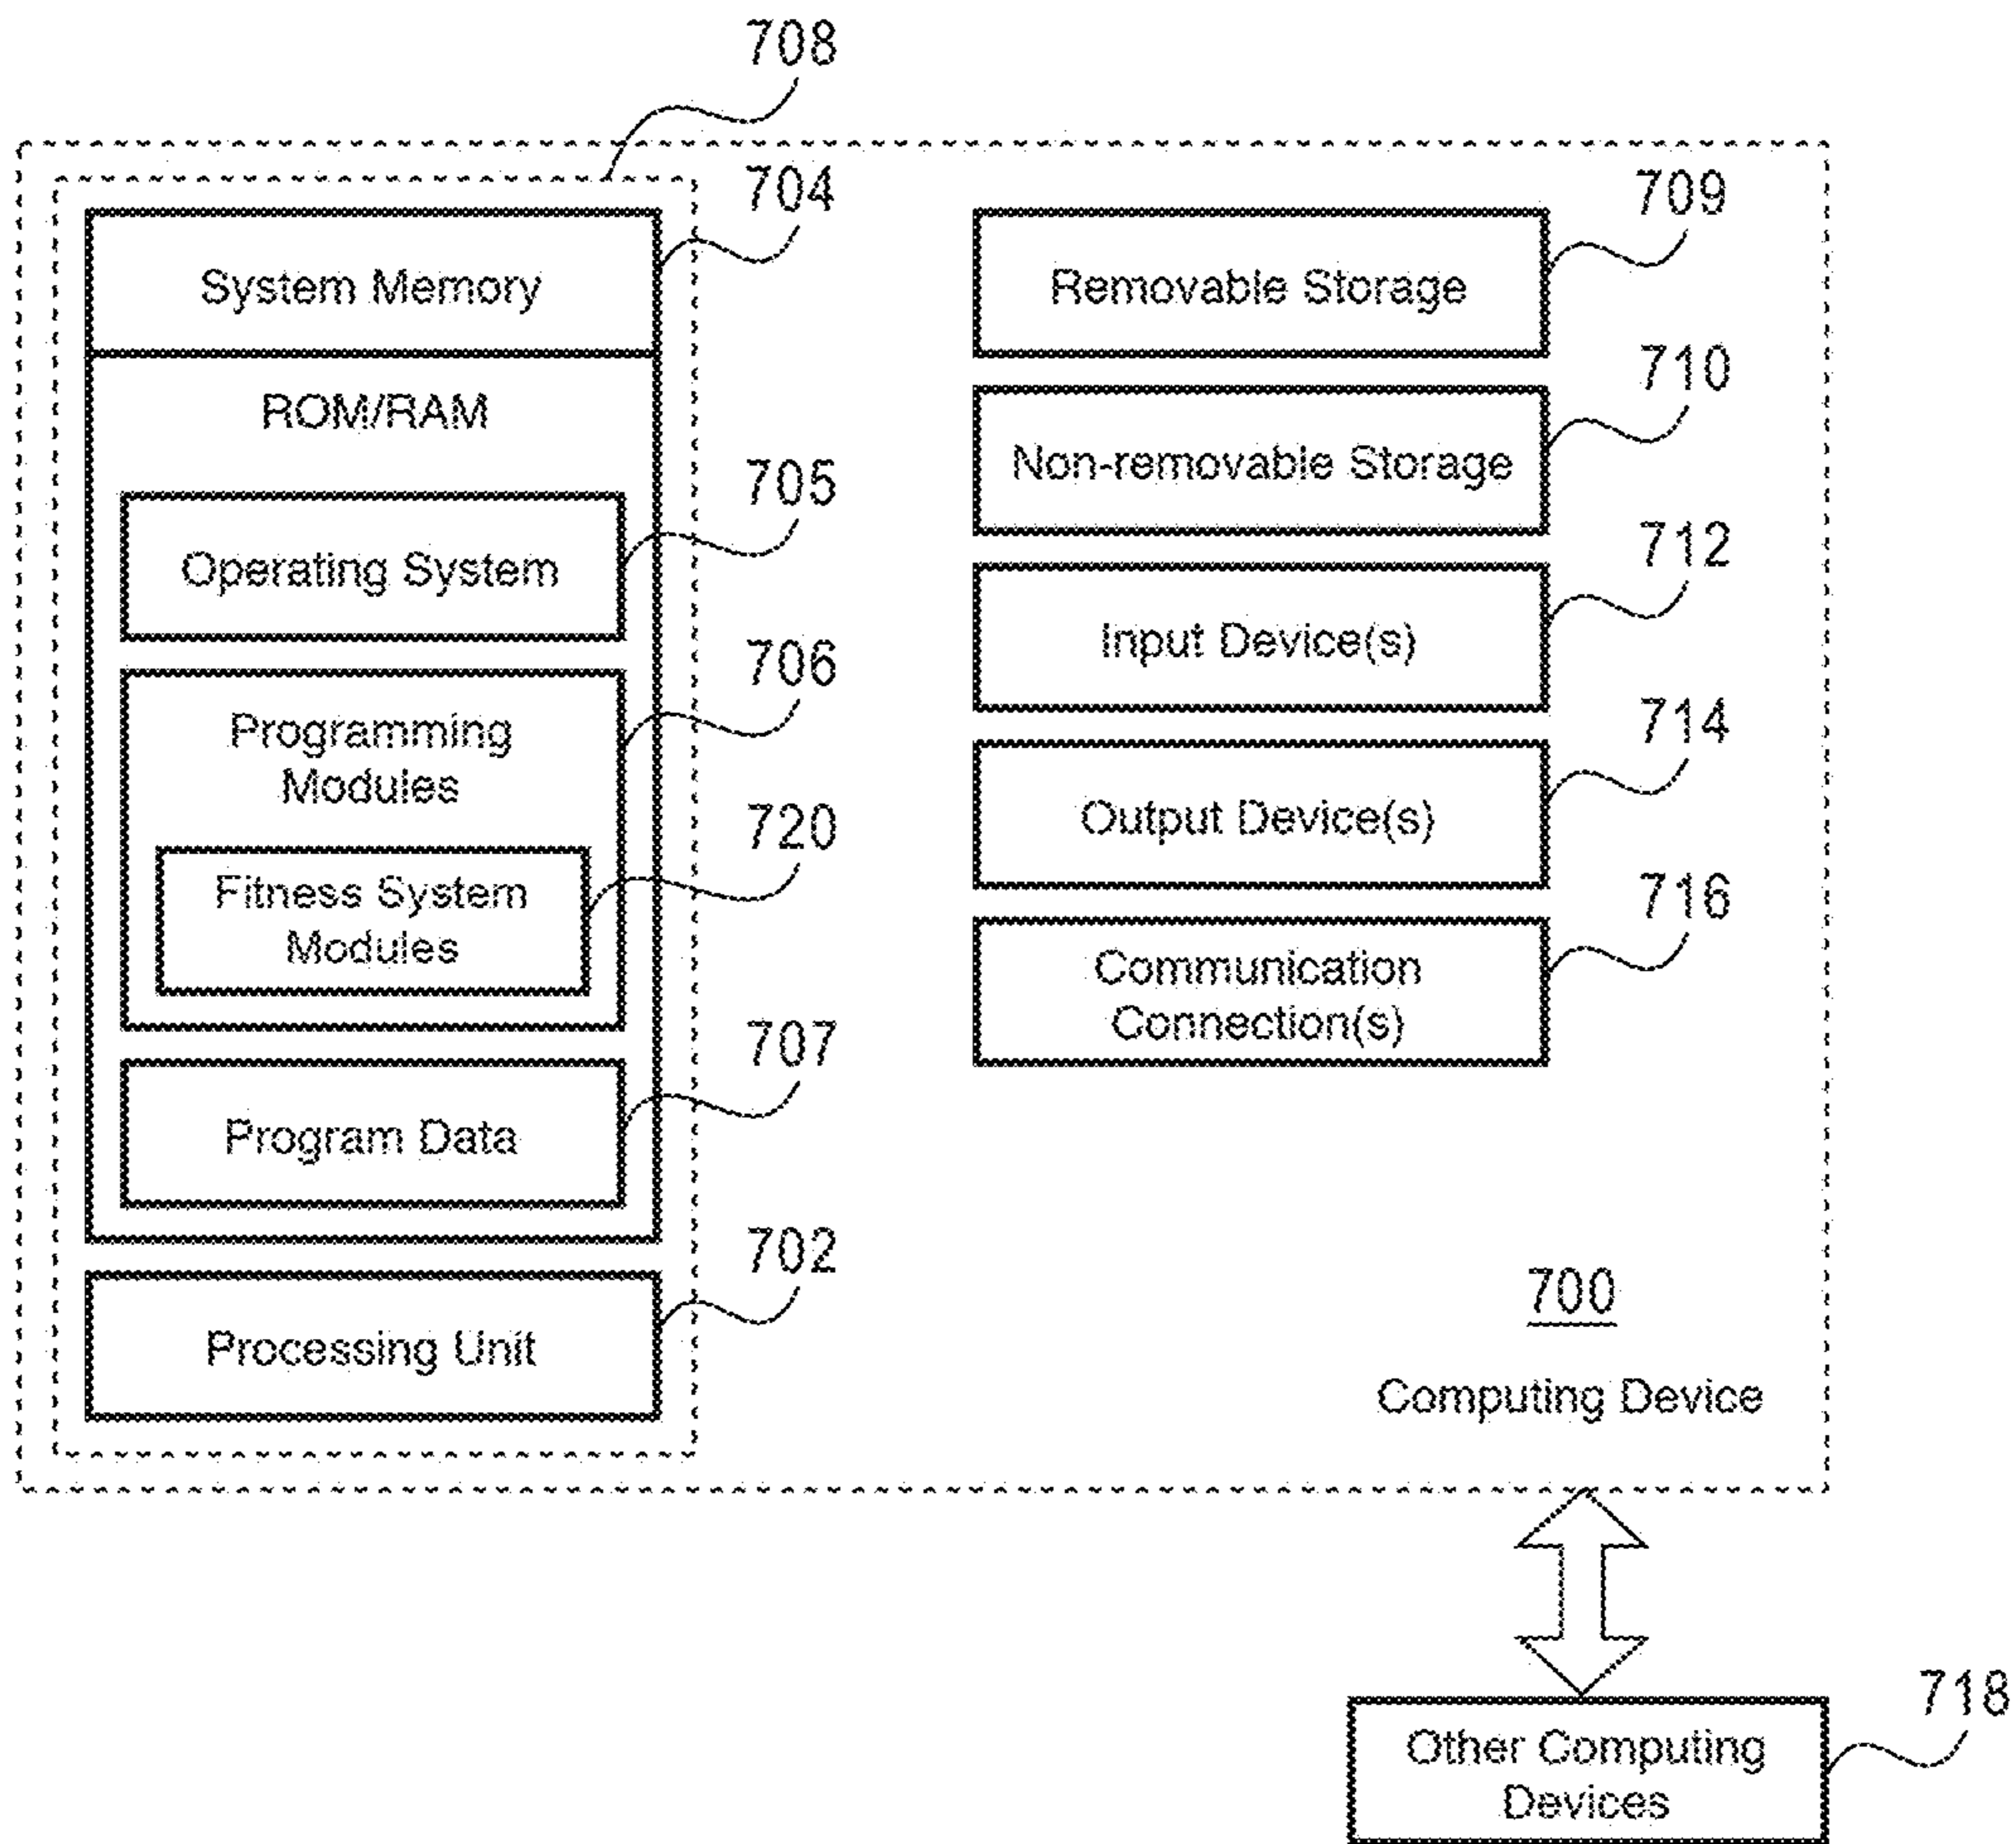 708
704
System Memory
ROM/RAM
705
Operating System
706
Programming
Modules
720
Fitness System
Modules
707
Program Data
702
Processing Unit
709
Removable Storage
710
Non-removable Storage
712
Input Device(s)
714
Output Device(s)
716
Communication
Connection(s)
700
Computing Device
718
Other Computing
Devices